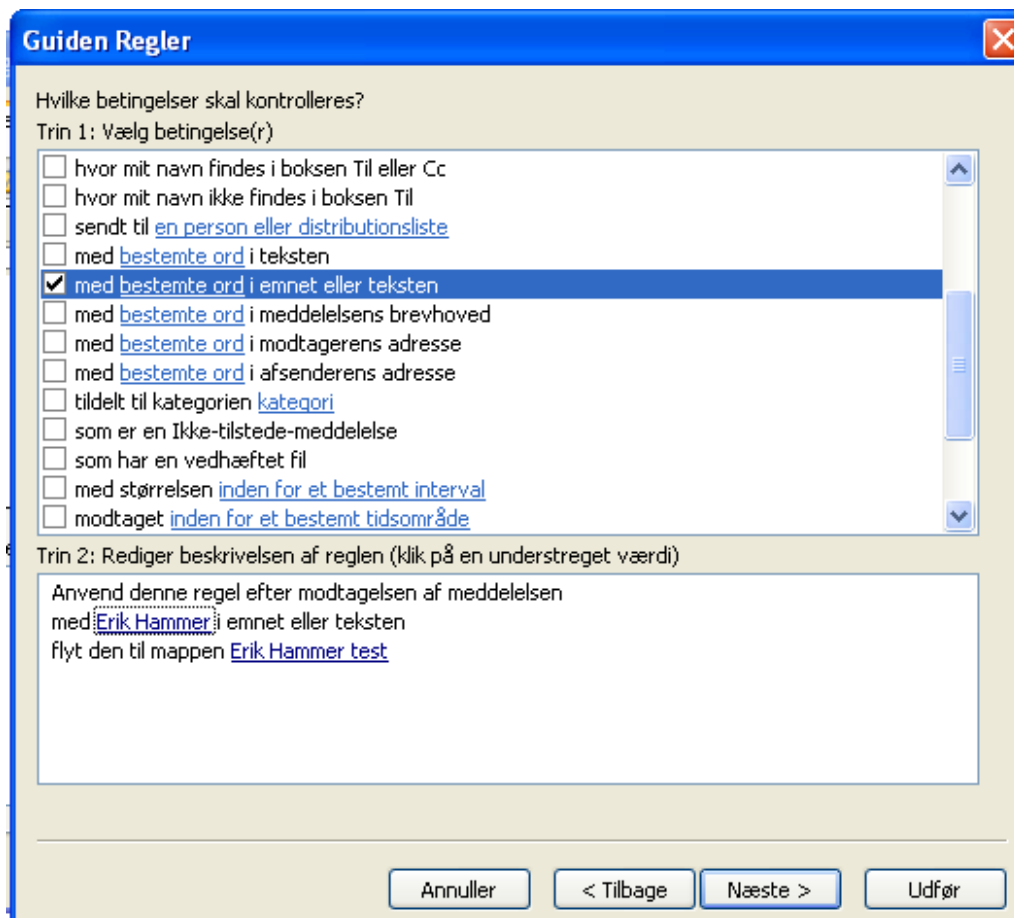 Guiden Regler
Hvilke betingelser skal kontrolleres?
Trin 1: Vælg betingelse(r)
hvor mit navn findes i boksen Til eller Cc
hvor mit navn ikke findes i boksen Til
sendt til en person eller distributionsliste
med bestemte ord i teksten
med bestemte ord i emnet eller teksten
med bestemte ord i meddelelsens brevhoved
med bestemte ord i modtagerens adresse
med bestemte ord i afsenderens adresse
tildelt til kategorien kategori
som er en Ikke-tilstede-meddelelse
som har en vedhæftet fil
med størrelsen inden for et bestemt interval
modtaget inden for et bestemt tidsområde
Trin 2: Rediger beskrivelsen af reglen (klik på en understreget værdi)
Anvend denne regel efter modtagelsen af meddelelsen
med Erik Hammer i emnet eller teksten
flyt den til mappen Erik Hammer test
Annuller < Tilbage Næste > Udfør